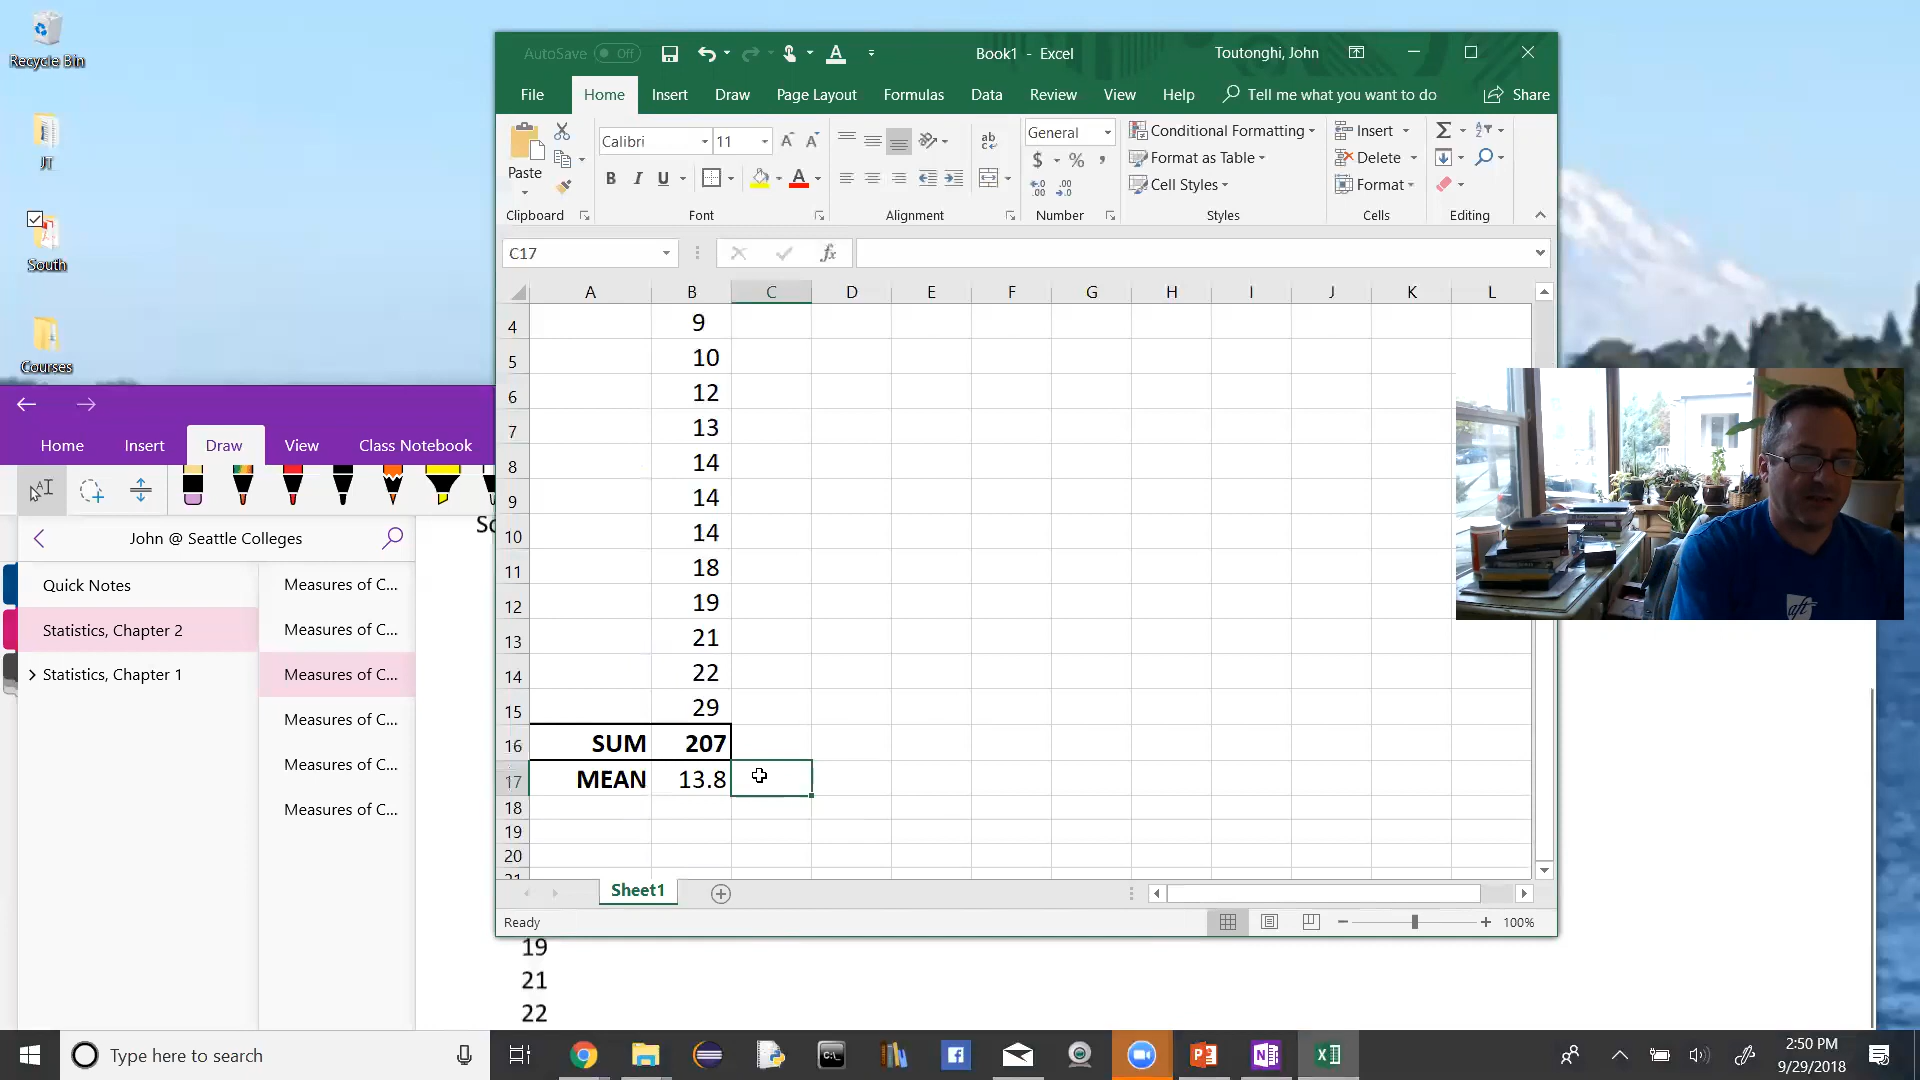 Recycle Bin
JT
South
Courses
AutoSave Off
Book1 - Excel
Toutonghi, John
File Home Insert Draw Page Layout Formulas Data Review View Help Tell me what you want to do Share
Paste
Calibri 11
General
Conditional Formatting
Format as Table
Cell Styles
Insert
Delete
Format
Clipboard Font Alignment Number Styles Cells Editing
C17
fx
A B C D E F G H I J K L
4 9
5 10
6 12
7 13
8 14
9 14
10 14
11 18
12 19
13 21
14 22
15 29
16 SUM 207
17 MEAN 13.8
18
19
20
21
Sheet1
Ready
100%
Home Insert Draw View Class Notebook
John @ Seattle Colleges
Quick Notes
Statistics, Chapter 2
Statistics, Chapter 1
Measures of C...
Measures of C...
Measures of C...
Measures of C...
Measures of C...
Measures of C...
aft
19
21
22
Type here to search
2:50 PM
9/29/2018